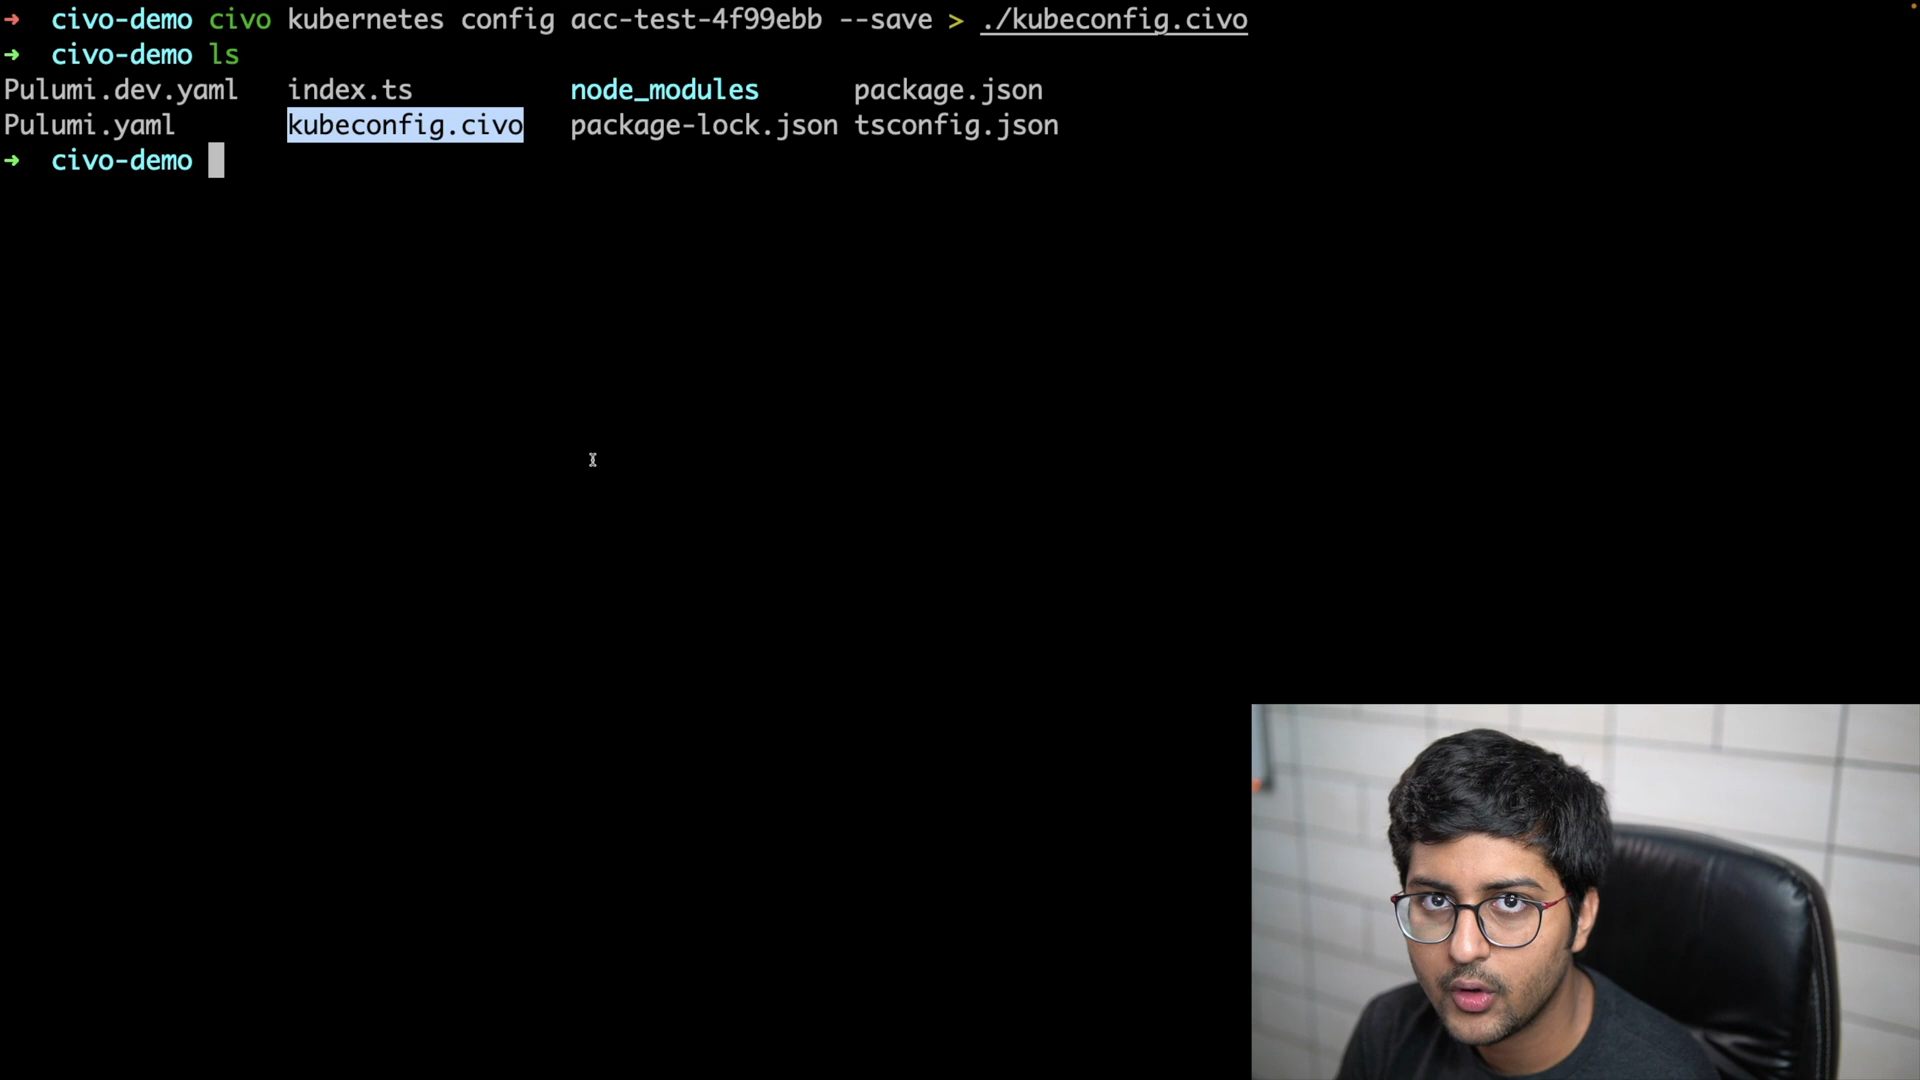 ➜  civo-demo civo kubernetes config acc-test-4f99ebb --save > ./kubeconfig.civo
➜  civo-demo ls
Pulumi.dev.yaml   index.ts          node_modules      package.json
Pulumi.yaml       kubeconfig.civo   package-lock.json tsconfig.json
➜  civo-demo